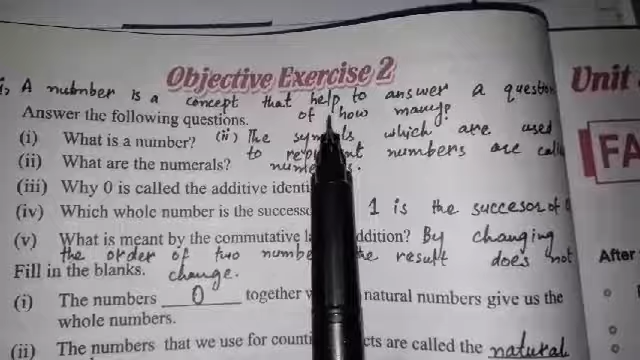 Objective Exercise 2
i, A nubnber is a concept that help to answer a question
Unit
Answer the following questions. of how many?
(i) What is a number? (ii) The symbols which are used
(ii) What are the numerals? to represent numbers are call
FA
(iii) Why 0 is called the additive identi
(iv) Which whole number is the successo 1 is the succesor of 0
(v) What is meant by the commutative l ddition? By changing
the order of two numbe the result does not
After
Fill in the blanks. change.
(i) The numbers 0 together w natural numbers give us the
whole numbers.
(ii) The numbers that we use for counti cts are called the natural